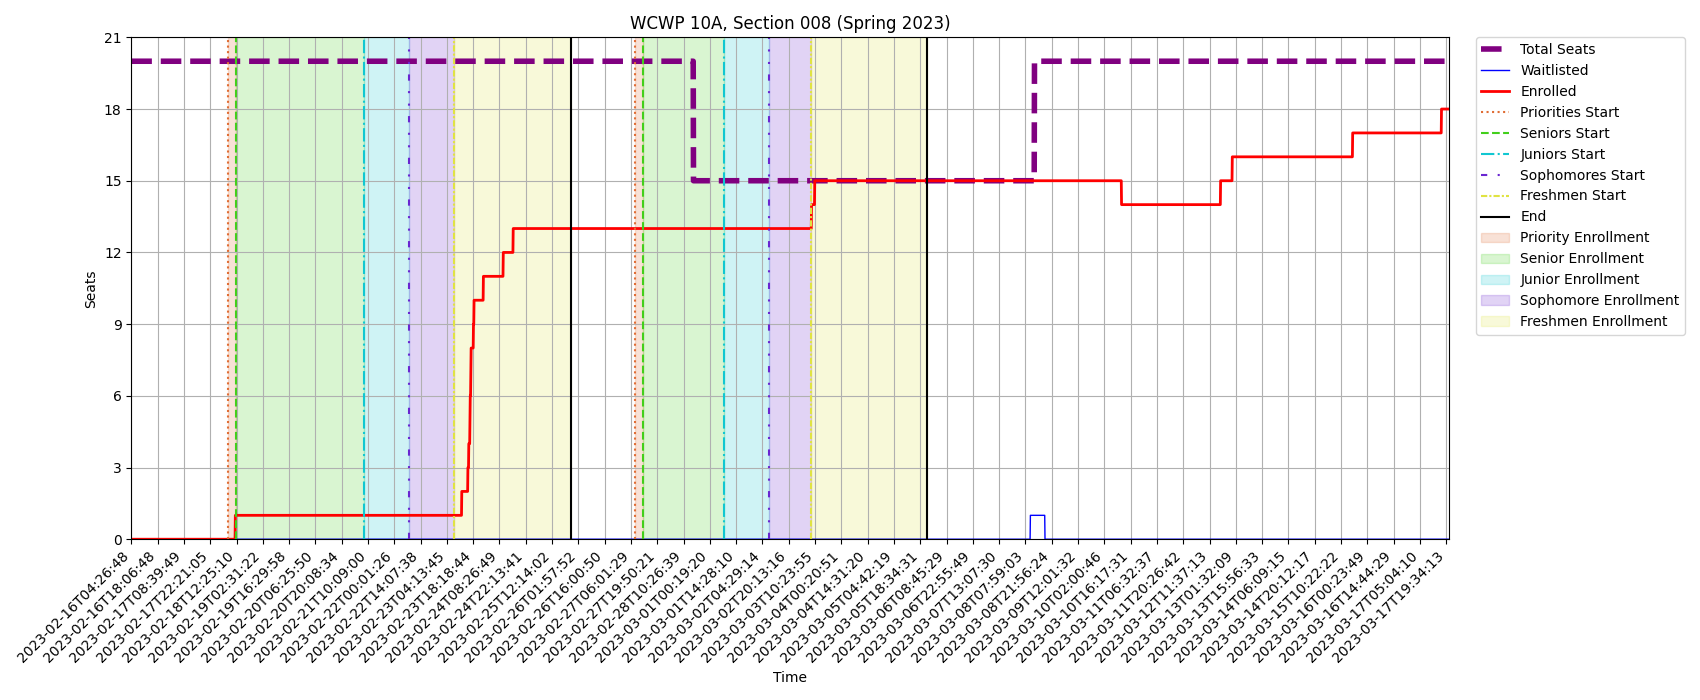 WCWP 10A, Section 008 (Spring 2023)
21
18
15
12
9
6
3
0
Seats
2023-02-16T04:26:48
2023-02-16T18:06:48
2023-02-17T08:39:49
2023-02-17T22:21:05
2023-02-18T12:25:10
2023-02-19T02:31:22
2023-02-19T16:29:58
2023-02-20T06:25:50
2023-02-20T20:08:34
2023-02-21T10:09:00
2023-02-22T00:01:26
2023-02-22T14:07:38
2023-02-23T04:13:45
2023-02-23T18:18:44
2023-02-24T08:26:49
2023-02-24T22:13:41
2023-02-25T12:14:02
2023-02-26T01:57:52
2023-02-26T16:00:50
2023-02-27T06:01:29
2023-02-27T19:50:21
2023-02-28T10:26:39
2023-03-01T00:19:20
2023-03-01T14:28:10
2023-03-02T04:29:14
2023-03-02T20:13:16
2023-03-03T10:23:55
2023-03-04T00:20:51
2023-03-04T14:31:20
2023-03-05T04:42:19
2023-03-05T18:34:31
2023-03-06T08:45:29
2023-03-06T22:55:49
2023-03-07T13:07:30
2023-03-08T07:59:03
2023-03-08T21:56:24
2023-03-09T12:01:32
2023-03-10T02:00:46
2023-03-10T16:17:31
2023-03-11T06:32:37
2023-03-11T20:26:42
2023-03-12T11:37:13
2023-03-13T01:32:09
2023-03-13T15:56:33
2023-03-14T06:09:15
2023-03-14T20:12:17
2023-03-15T10:22:22
2023-03-16T00:23:49
2023-03-16T14:44:29
2023-03-17T05:04:10
2023-03-17T19:34:13
Time
Total Seats
Waitlisted
Enrolled
Priorities Start
Seniors Start
Juniors Start
Sophomores Start
Freshmen Start
End
Priority Enrollment
Senior Enrollment
Junior Enrollment
Sophomore Enrollment
Freshmen Enrollment